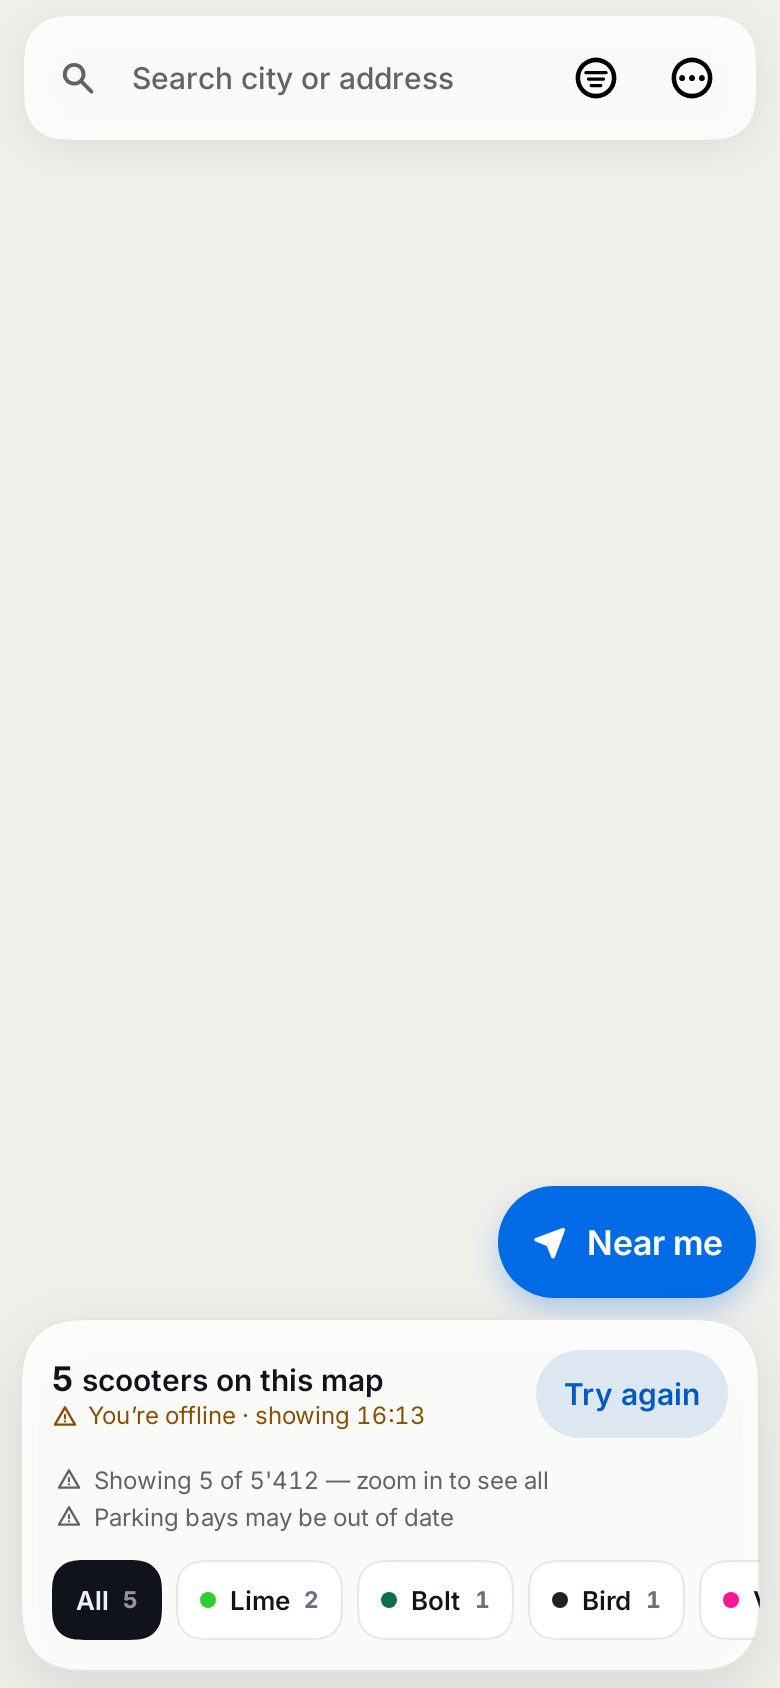 Search city or address
Near me
5 scooters on this map
You’re offline · showing 16:13
Try again
Showing 5 of 5'412 — zoom in to see all
Parking bays may be out of date
All 5
Lime 2
Bolt 1
Bird 1